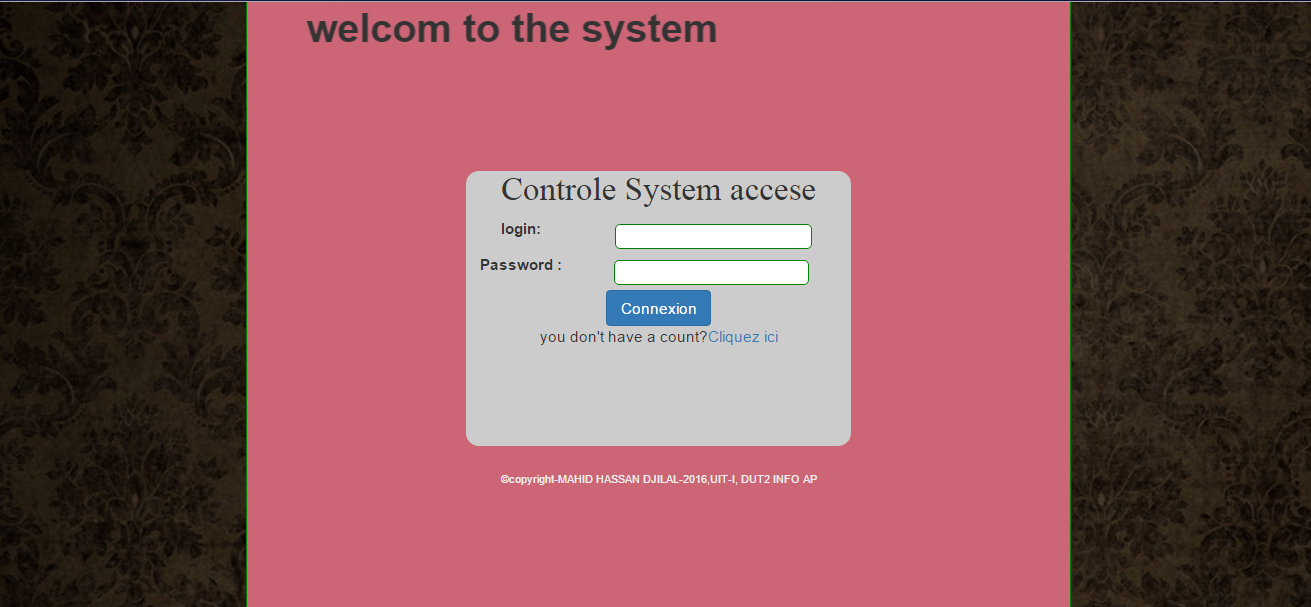 welcom to the system
Controle System accese
login:
Password :
Connexion
you don't have a count?Cliquez ici
©copyright-MAHID HASSAN DJILAL-2016,UIT-I, DUT2 INFO AP